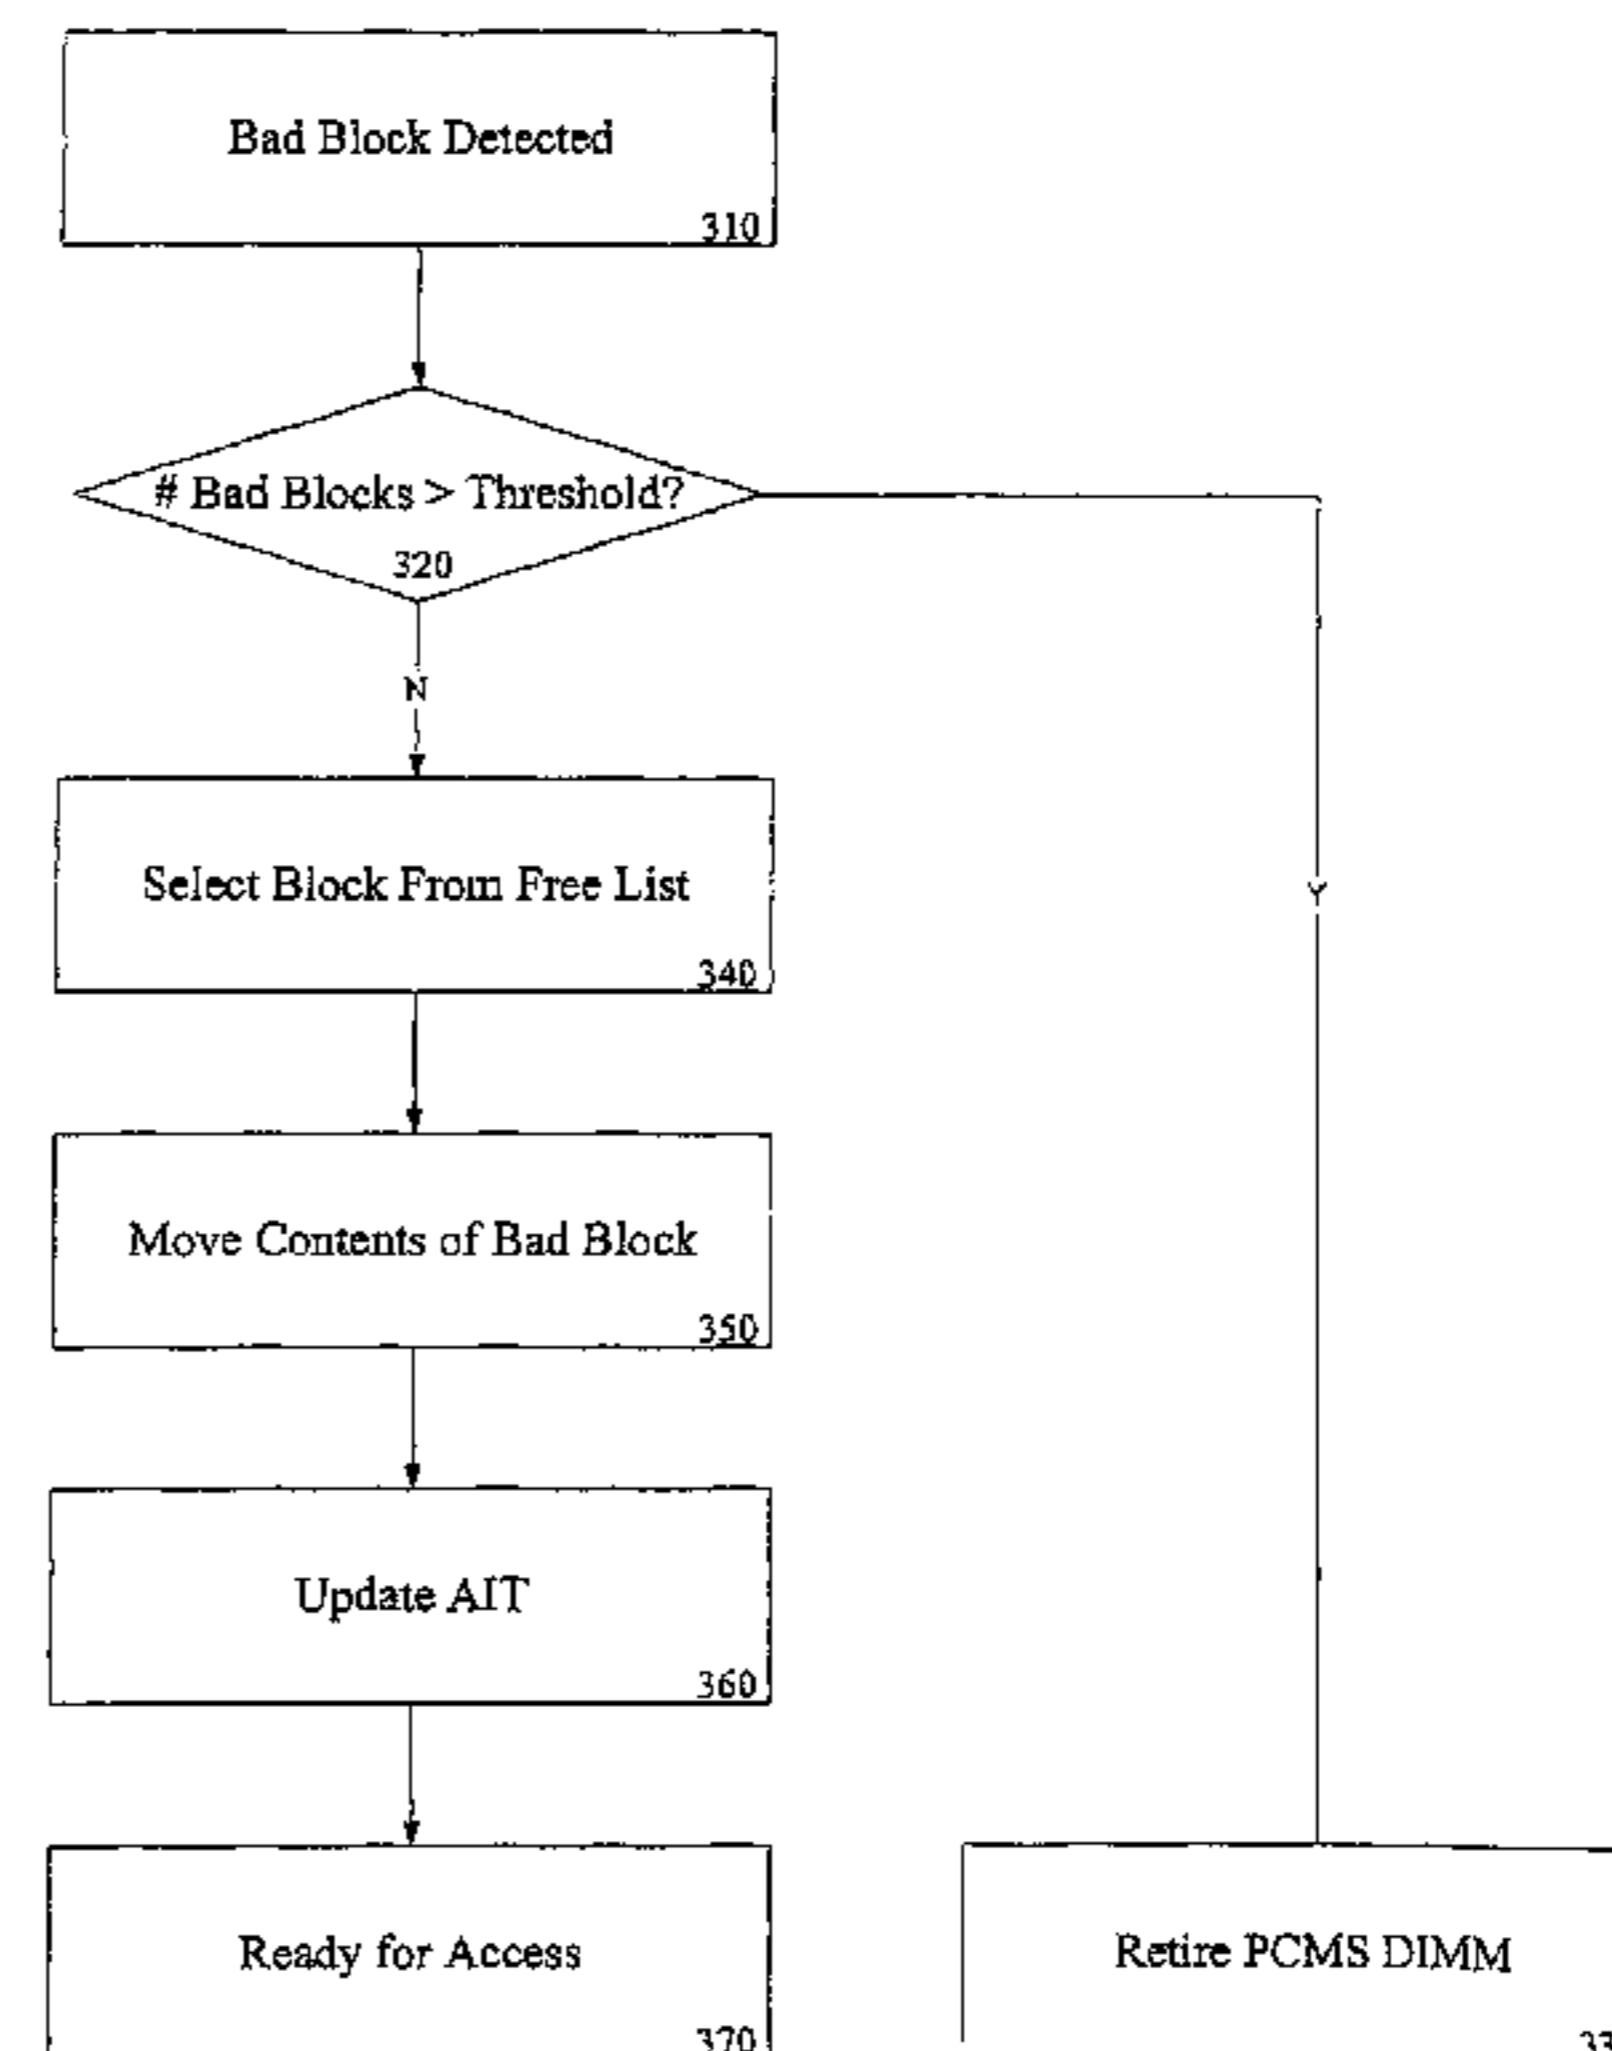 Bad Block Detected
310
# Bad Blocks > Threshold?
320
N
Select Block From Free List
340
Y
Move Contents of Bad Block
350
Update AIT
360
Ready for Access
370
Retire PCMS DIMM